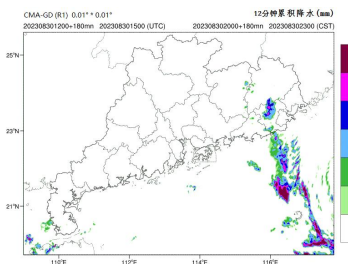 CMA-GD (R1) 0.01° * 0.01°
12分钟累积降水(mm)
202308301200+180mn 202308301500 (UTC)
202308302000+180mn 202308302300 (CST)
25°N
23°N
21°N
110°E 112°E 114°E 116°E